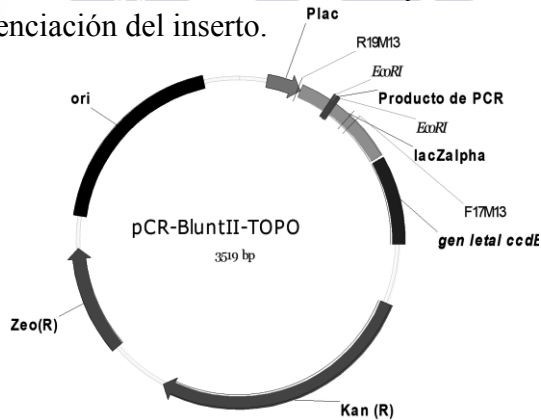 enciación del inserto.
Plac
R19M13
EcoRI
Producto de PCR
EcoRI
lacZalpha
F17M13
gen letal ccdB
ori
pCR-BluntII-TOPO
3519 bp
Zeo(R)
Kan (R)